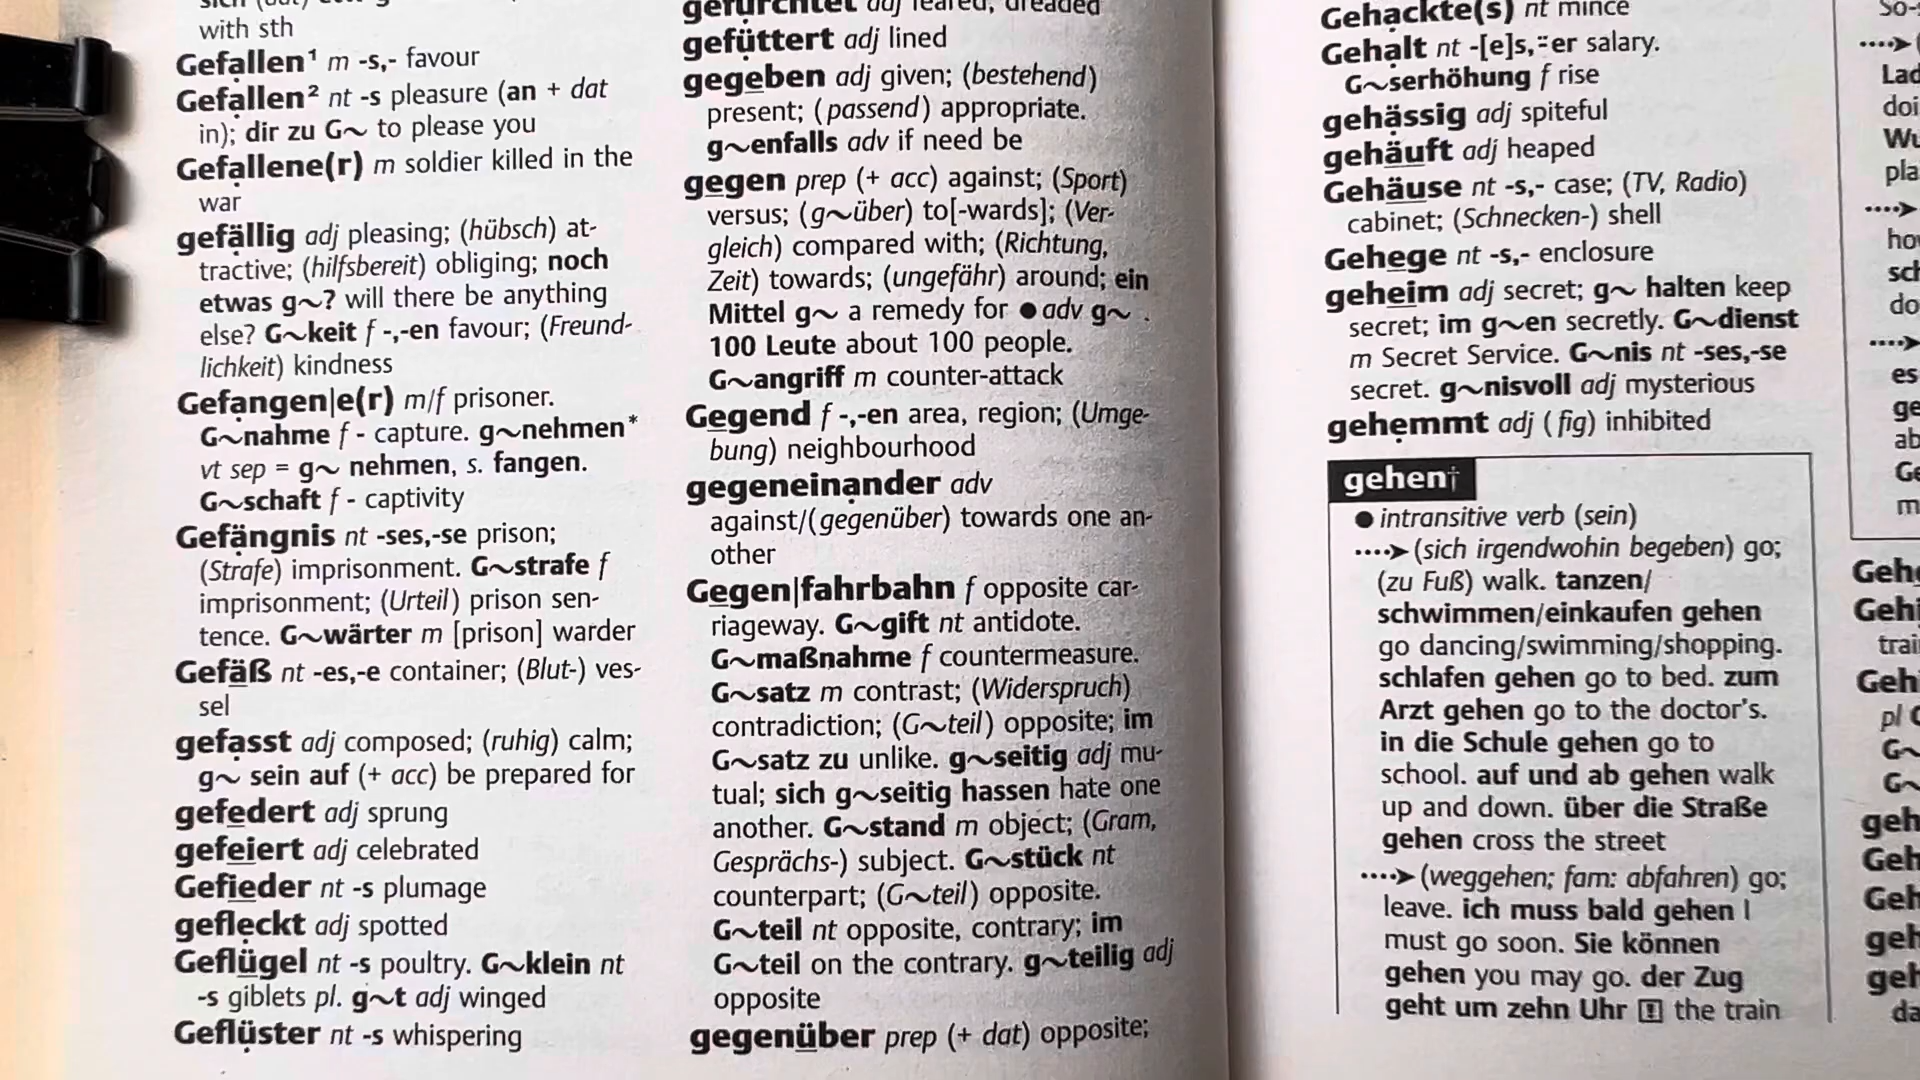 with sth
Gefallen¹ m -s,- favour
Gefallen² nt -s pleasure (an + dat
in); dir zu G~ to please you
Gefallene(r) m soldier killed in the
war
gefällig adj pleasing; (hübsch) at-
tractive; (hilfsbereit) obliging; noch
etwas g~? will there be anything
else? G~keit f -,-en favour; (Freund-
lichkeit) kindness
Gefangen|e(r) m/f prisoner.
G~nahme f - capture. g~nehmen*
vt sep = g~ nehmen, s. fangen.
G~schaft f - captivity
Gefängnis nt -ses,-se prison;
(Strafe) imprisonment. G~strafe f
imprisonment; (Urteil) prison sen-
tence. G~wärter m [prison] warder
Gefäß nt -es,-e container; (Blut-) ves-
sel
gefasst adj composed; (ruhig) calm;
g~ sein auf (+ acc) be prepared for
gefedert adj sprung
gefeiert adj celebrated
Gefieder nt -s plumage
gefleckt adj spotted
Geflügel nt -s poultry. G~klein nt
-s giblets pl. g~t adj winged
Geflüster nt -s whispering
gefürchtet adj feared, dreaded
gefüttert adj lined
gegeben adj given; (bestehend)
present; (passend) appropriate.
g~enfalls adv if need be
gegen prep (+ acc) against; (Sport)
versus; (g~über) to[-wards]; (Ver-
gleich) compared with; (Richtung,
Zeit) towards; (ungefähr) around; ein
Mittel g~ a remedy for ● adv g~ .
100 Leute about 100 people.
G~angriff m counter-attack
Gegend f -,-en area, region; (Umge-
bung) neighbourhood
gegeneinander adv
against/(gegenüber) towards one an-
other
Gegen|fahrbahn f opposite car-
riageway. G~gift nt antidote.
G~maßnahme f countermeasure.
G~satz m contrast; (Widerspruch)
contradiction; (G~teil) opposite; im
G~satz zu unlike. g~seitig adj mu-
tual; sich g~seitig hassen hate one
another. G~stand m object; (Gram,
Gesprächs-) subject. G~stück nt
counterpart; (G~teil) opposite.
G~teil nt opposite, contrary; im
G~teil on the contrary. g~teilig adj
opposite
gegenüber prep (+ dat) opposite;
Gehackte(s) nt mince
Gehalt nt -[e]s,⸚er salary.
G~serhöhung f rise
gehässig adj spiteful
gehäuft adj heaped
Gehäuse nt -s,- case; (TV, Radio)
cabinet; (Schnecken-) shell
Gehege nt -s,- enclosure
geheim adj secret; g~ halten keep
secret; im g~en secretly. G~dienst
m Secret Service. G~nis nt -ses,-se
secret. g~nisvoll adj mysterious
gehemmt adj (fig) inhibited
gehen†
● intransitive verb (sein)
····➤ (sich irgendwohin begeben) go;
(zu Fuß) walk. tanzen/
schwimmen/einkaufen gehen
go dancing/swimming/shopping.
schlafen gehen go to bed. zum
Arzt gehen go to the doctor's.
in die Schule gehen go to
school. auf und ab gehen walk
up and down. über die Straße
gehen cross the street
····➤ (weggehen; fam: abfahren) go;
leave. ich muss bald gehen I
must go soon. Sie können
gehen you may go. der Zug
geht um zehn Uhr [!] the train